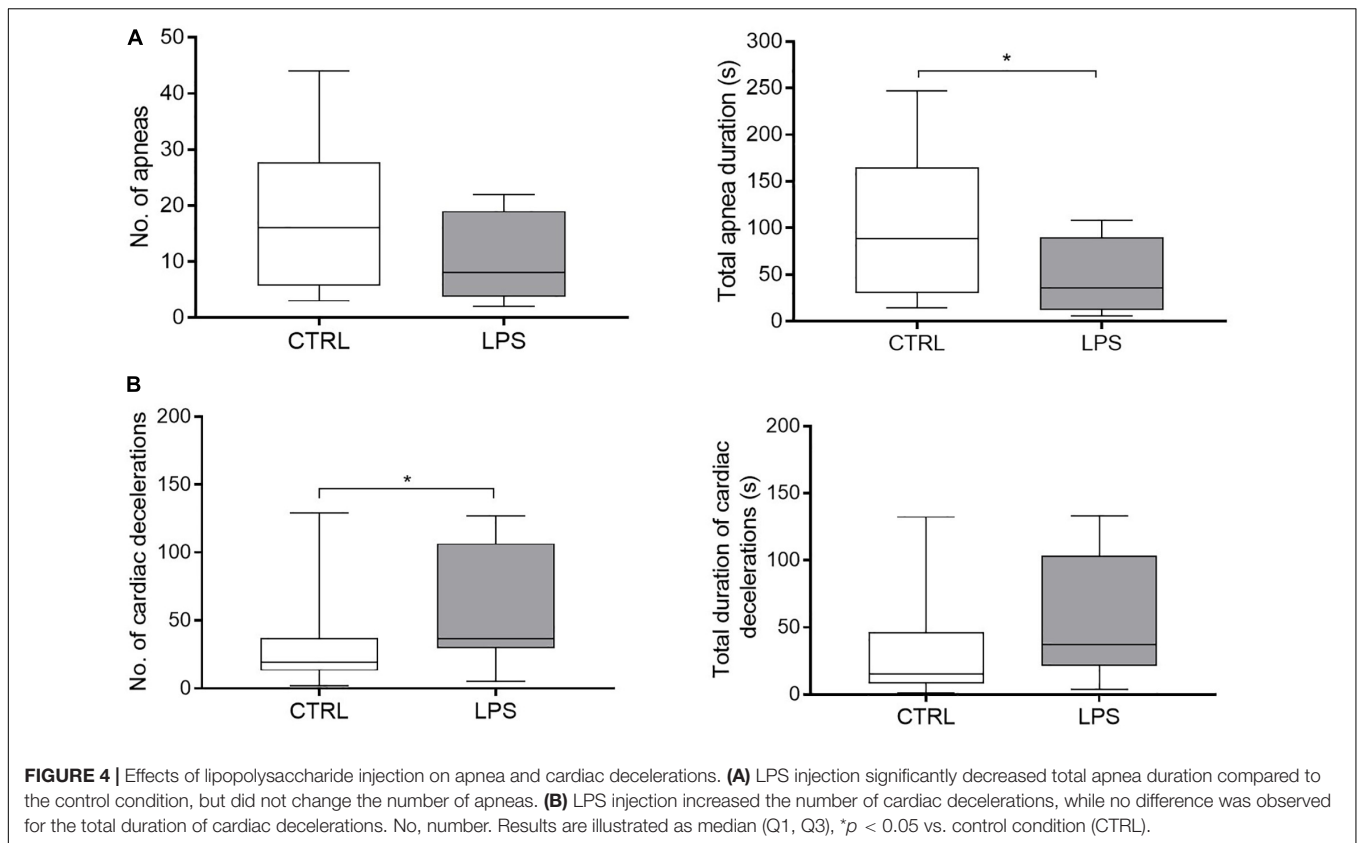 A
No. of apneas
50
40
30
20
10
0
CTRL LPS
Total apnea duration (s)
300
250
200
150
100
50
0
*
CTRL LPS
B
No. of cardiac decelerations
200
150
100
50
0
*
CTRL LPS
Total duration of cardiac
decelerations (s)
200
150
100
50
0
CTRL LPS
FIGURE 4 | Effects of lipopolysaccharide injection on apnea and cardiac decelerations. (A) LPS injection significantly decreased total apnea duration compared to
the control condition, but did not change the number of apneas. (B) LPS injection increased the number of cardiac decelerations, while no difference was observed
for the total duration of cardiac decelerations. No, number. Results are illustrated as median (Q1, Q3), *p < 0.05 vs. control condition (CTRL).